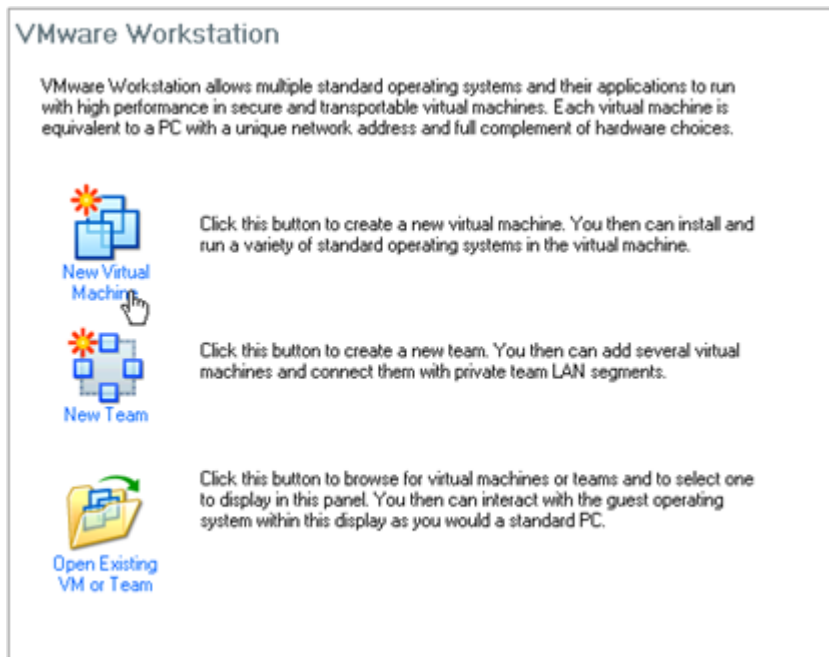 VMware Workstation
VMware Workstation allows multiple standard operating systems and their applications to run
with high performance in secure and transportable virtual machines. Each virtual machine is
equivalent to a PC with a unique network address and full complement of hardware choices.
New Virtual
Machine
Click this button to create a new virtual machine. You then can install and
run a variety of standard operating systems in the virtual machine.
New Team
Click this button to create a new team. You then can add several virtual
machines and connect them with private team LAN segments.
Open Existing
VM or Team
Click this button to browse for virtual machines or teams and to select one
to display in this panel. You then can interact with the guest operating
system within this display as you would a standard PC.